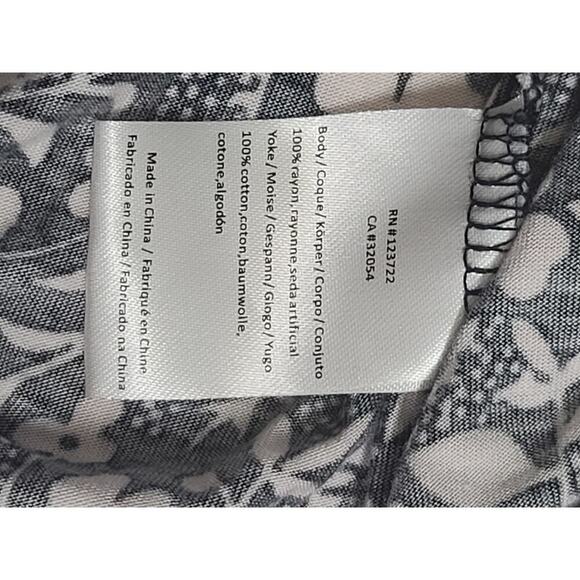 RN #123722
CA #32054
Body / Coque / Körper / Corpo / Conjuto
100% rayon,rayonne,seda artificial
Yoke / Moise / Gespann / Giogo / Yugo
100% cotton,coton,baumwolle,
cotone,algodón
Made in China / Fabriqué en Chine
Fabricado en China / Fabricado na China